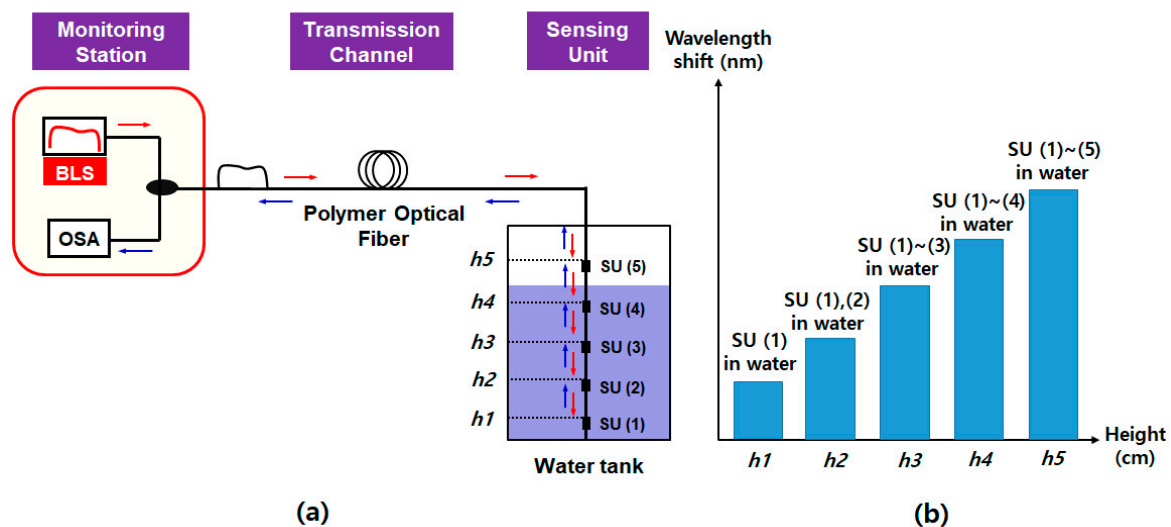 Monitoring
Station
Transmission
Channel
Sensing
Unit
BLS
OSA
Polymer Optical
Fiber
h5
h4
h3
h2
h1
SU (5)
SU (4)
SU (3)
SU (2)
SU (1)
Water tank
(a)
Wavelength
shift (nm)
SU (1)
in water
SU (1),(2)
in water
SU (1)~(3)
in water
SU (1)~(4)
in water
SU (1)~(5)
in water
h1
h2
h3
h4
h5
Height
(cm)
(b)